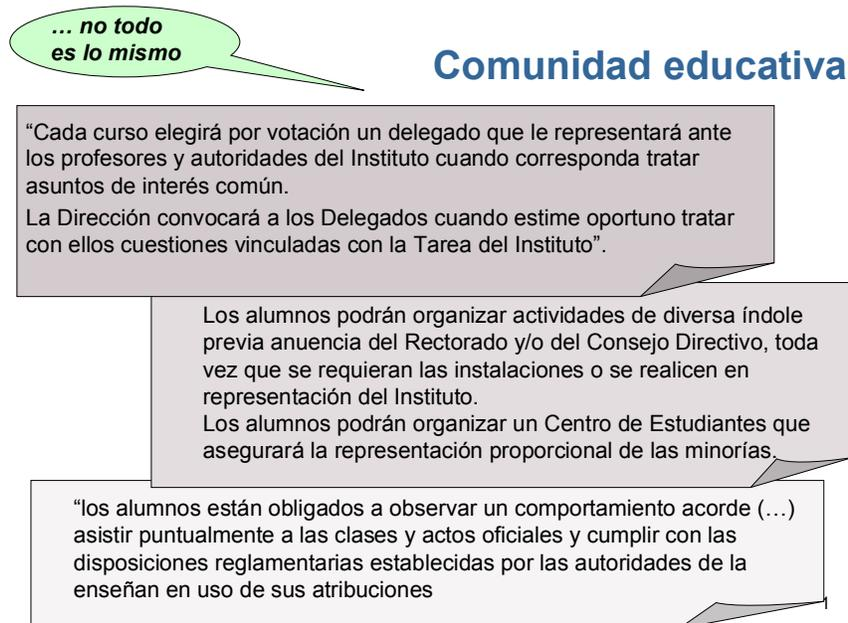 ... no todo
es lo mismo
Comunidad educativa
“Cada curso elegirá por votación un delegado que le representará ante
los profesores y autoridades del Instituto cuando corresponda tratar
asuntos de interés común.
La Dirección convocará a los Delegados cuando estime oportuno tratar
con ellos cuestiones vinculadas con la Tarea del Instituto”.
Los alumnos podrán organizar actividades de diversa índole
previa anuencia del Rectorado y/o del Consejo Directivo, toda
vez que se requieran las instalaciones o se realicen en
representación del Instituto.
Los alumnos podrán organizar un Centro de Estudiantes que
asegurará la representación proporcional de las minorías.
“los alumnos están obligados a observar un comportamiento acorde (…)
asistir puntualmente a las clases y actos oficiales y cumplir con las
disposiciones reglamentarias establecidas por las autoridades de la
enseñan en uso de sus atribuciones